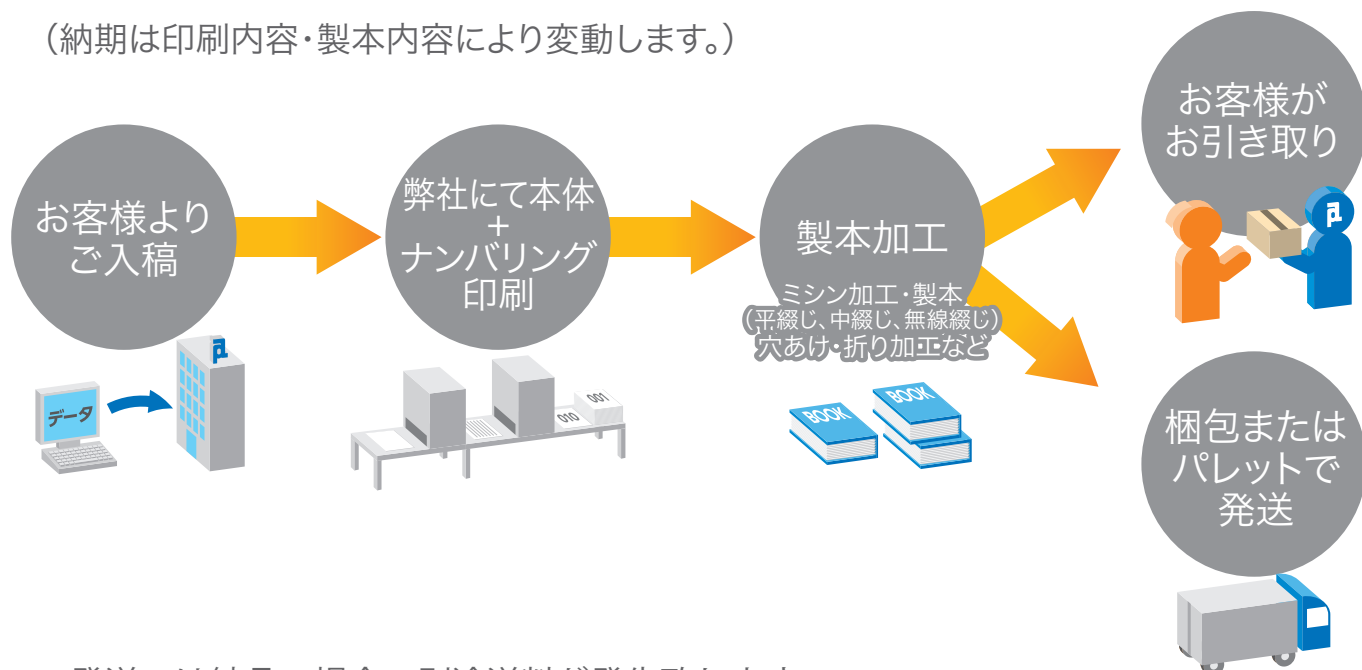 （納期は印刷内容・製本内容により変動します。）
お客様より
ご入稿
データ
弊社にて本体
+
ナンバリング
印刷
010
001
製本加工
ミシン加工・製本
（平綴じ、中綴じ、無線綴じ）
穴あけ・折り加工など
BOOK
BOOK
お客様が
お引き取り
梱包または
パレットで
発送